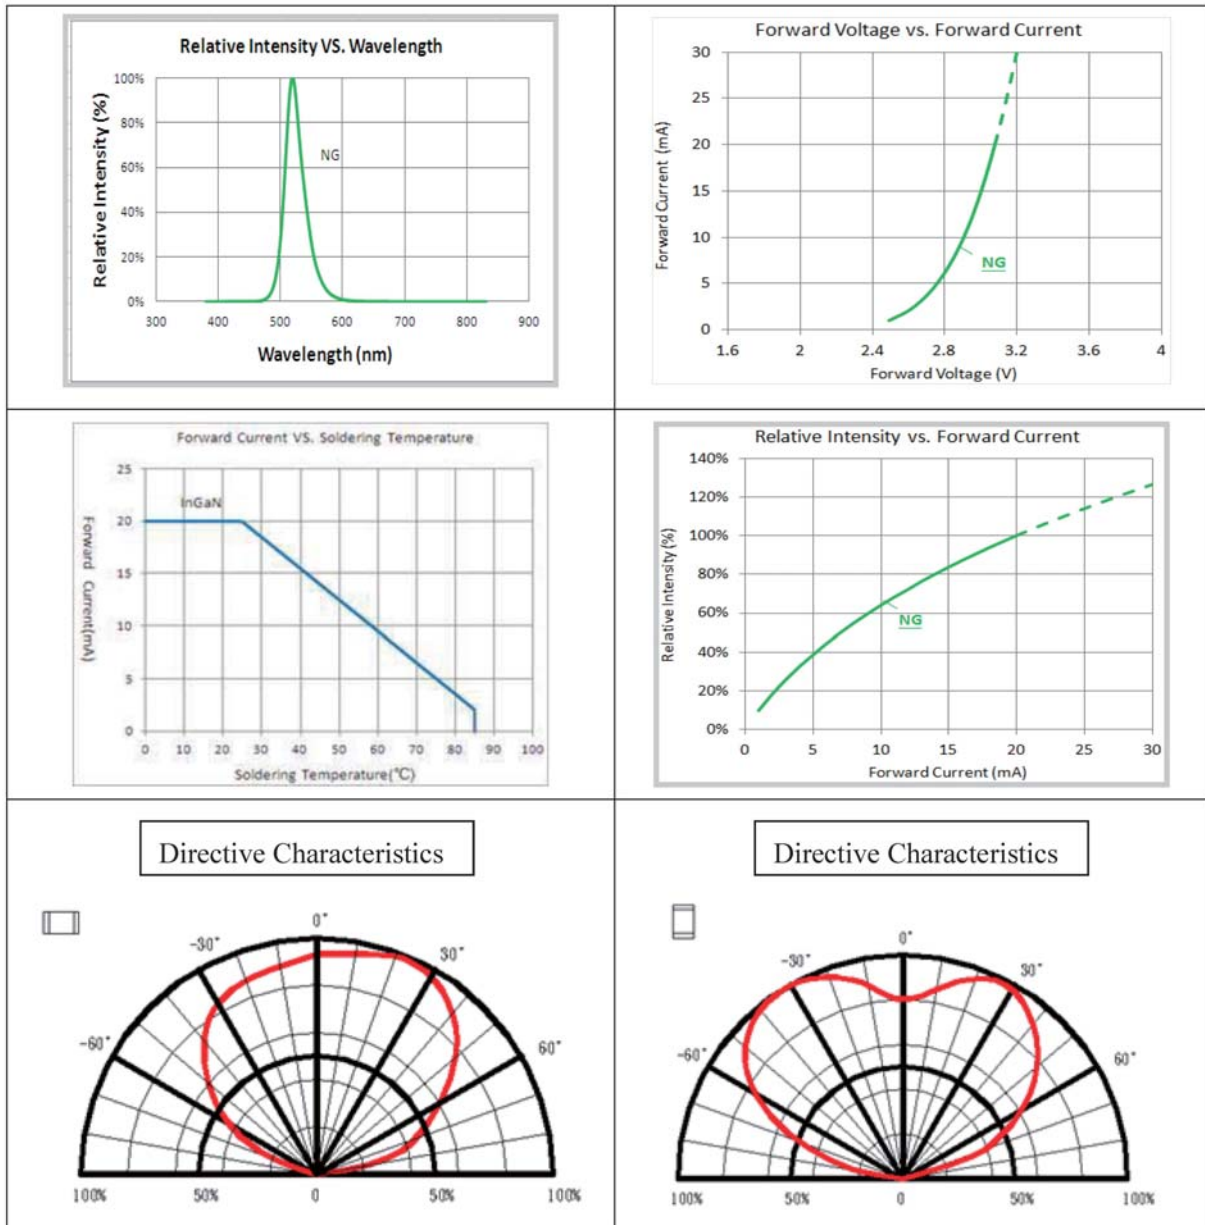 Relative Intensity VS. Wavelength
Relative Intensity (%)
100%
80%
60%
40%
20%
0%
NG
300 400 500 600 700 800 900
Wavelength (nm)
Forward Voltage vs. Forward Current
Forward Current (mA)
30
25
20
15
10
5
0
NG
1.6 2 2.4 2.8 3.2 3.6 4
Forward Voltage (V)
Forward Current VS. Soldering Temperature
Forward Current(mA)
25
20
15
10
5
0
InGaN
0 10 20 30 40 50 60 70 80 90 100
Soldering Temperature(℃)
Relative Intensity vs. Forward Current
Relative Intensity (%)
140%
120%
100%
80%
60%
40%
20%
0%
NG
0 5 10 15 20 25 30
Forward Current (mA)
Directive Characteristics
0°
-30° 30°
-60° 60°
100% 50% 0 50% 100%
Directive Characteristics
0°
-30° 30°
-60° 60°
100% 50% 0 50% 100%